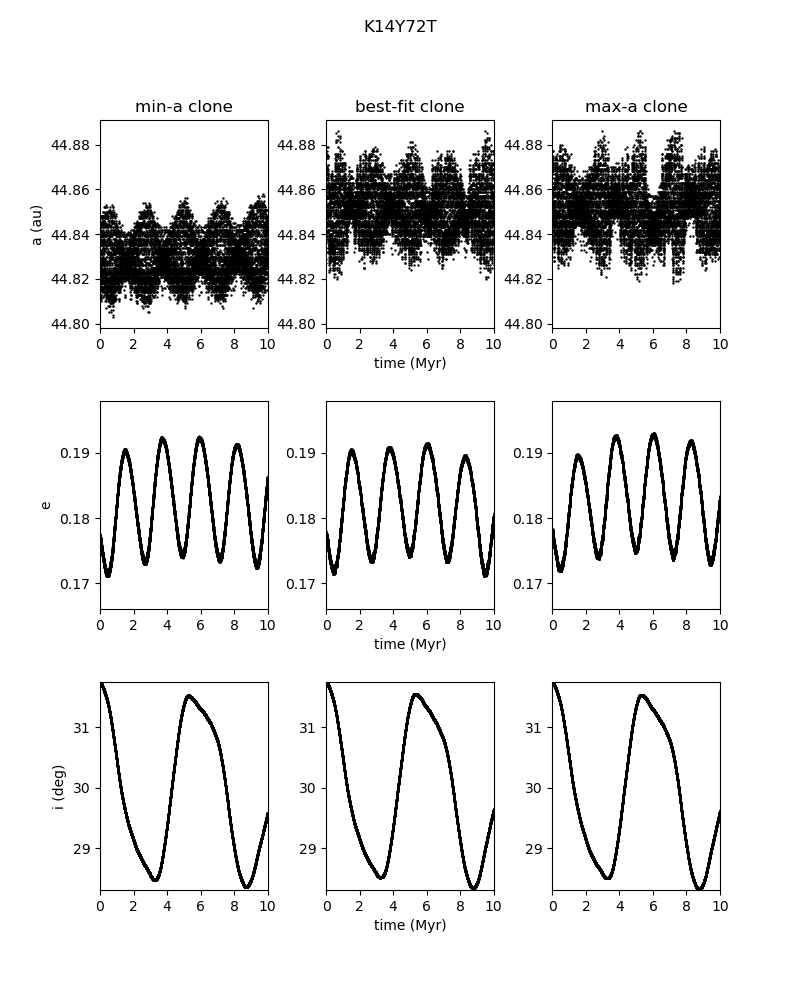 K14Y72T
min-a clone best-fit clone max-a clone
44.88 44.88 44.88
44.86 44.86 44.86
44.84 44.84 44.84
44.82 44.82 44.82
44.80 44.80 44.80
a (au)
0 2 4 6 8 10 0 2 4 6 8 10 0 2 4 6 8 10
time (Myr)
0.19 0.19 0.19
0.18 0.18 0.18
0.17 0.17 0.17
e
0 2 4 6 8 10 0 2 4 6 8 10 0 2 4 6 8 10
time (Myr)
31 31 31
30 30 30
29 29 29
i (deg)
0 2 4 6 8 10 0 2 4 6 8 10 0 2 4 6 8 10
time (Myr)